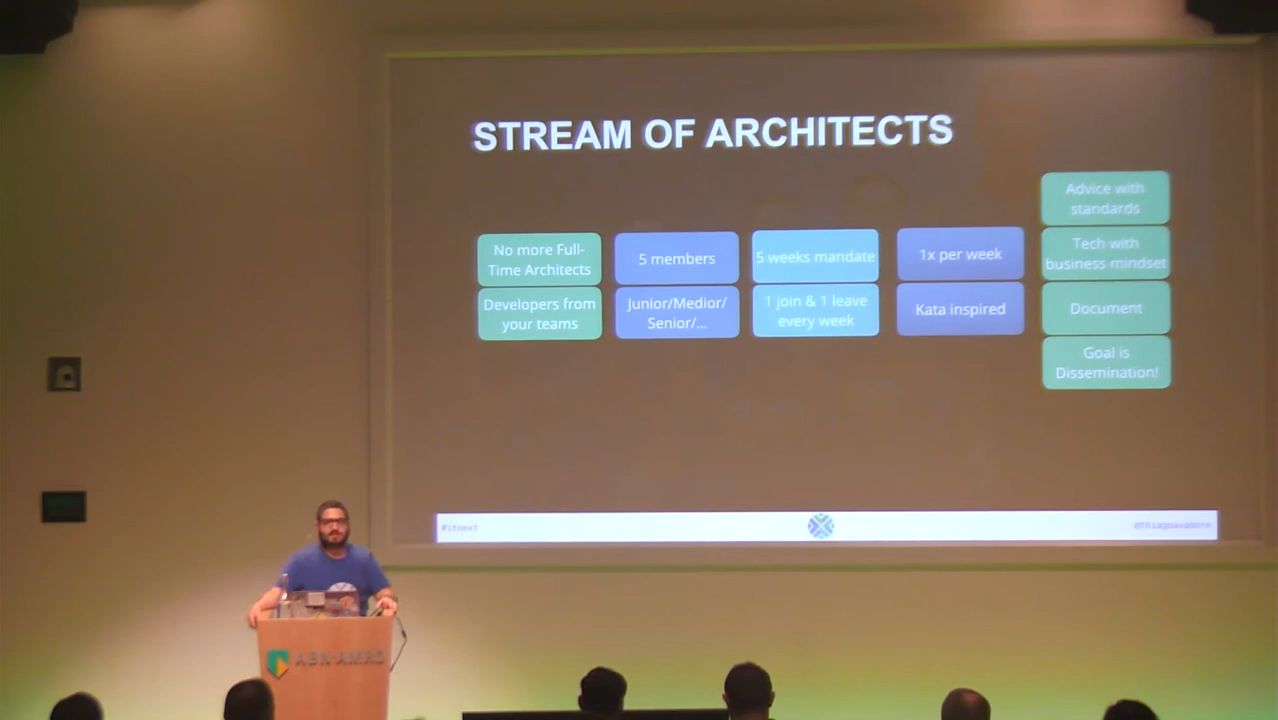 STREAM OF ARCHITECTS
No more Full-
Time Architects
Developers from
your teams
5 members
Junior/Medior/
Senior/...
5 weeks mandate
1 join & 1 leave
every week
1x per week
Kata inspired
Advice with
standards
Tech with
business mindset
Document
Goal is
Dissemination!
ABN·AMRO